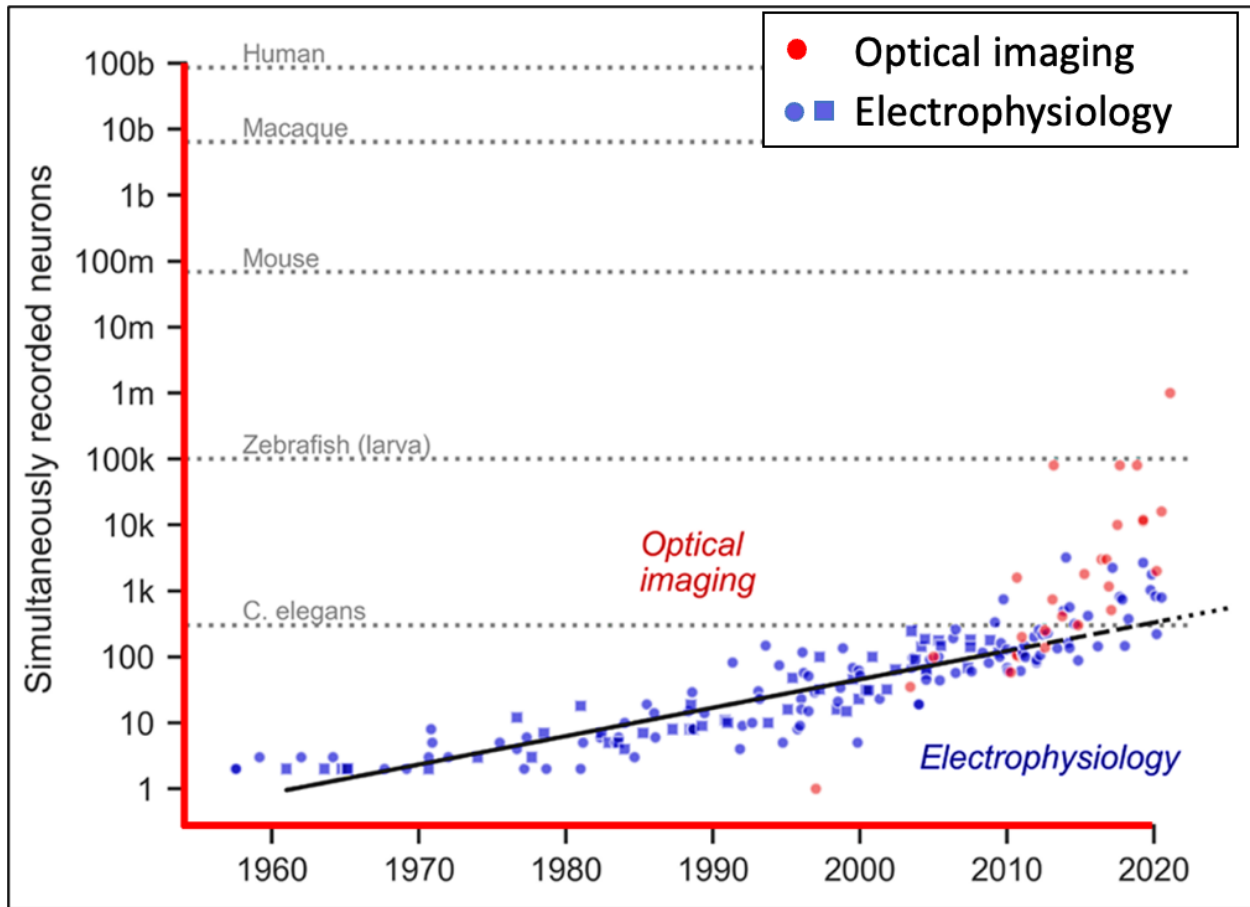 Optical imaging
Electrophysiology
Simultaneously recorded neurons
100b
10b
1b
100m
10m
1m
100k
10k
1k
100
10
1
Human
Macaque
Mouse
Zebrafish (larva)
C. elegans
Optical
imaging
Electrophysiology
1960 1970 1980 1990 2000 2010 2020